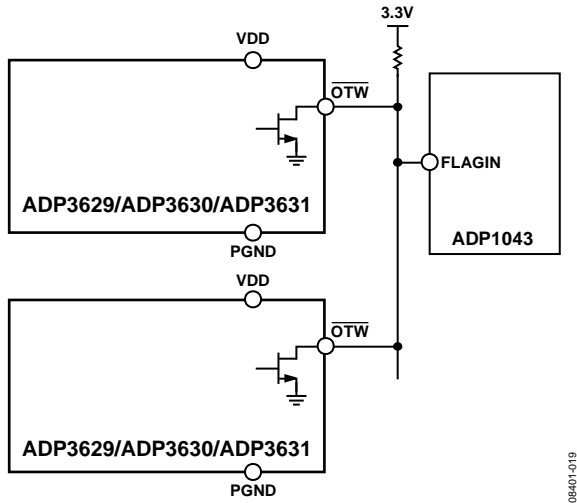 3.3V
VDD
OTW
FLAGIN
ADP3629/ADP3630/ADP3631
ADP1043
PGND
VDD
OTW
ADP3629/ADP3630/ADP3631
PGND
08401-019